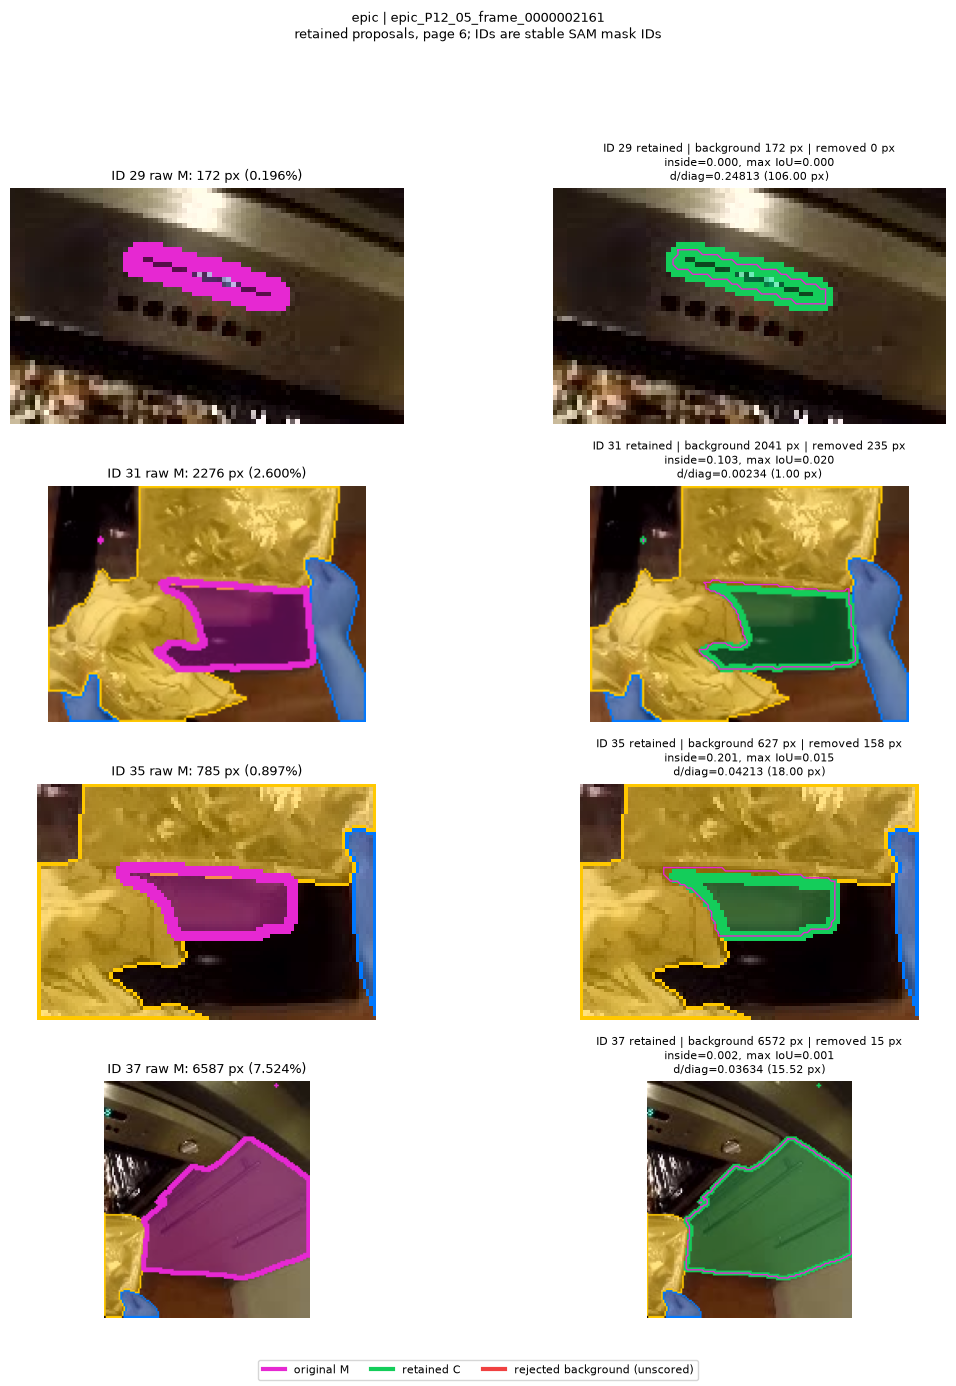 epic | epic_P12_05_frame_0000002161
retained proposals, page 6; IDs are stable SAM mask IDs
ID 29 raw M: 172 px (0.196%)
ID 29 retained | background 172 px | removed 0 px
inside=0.000, max IoU=0.000
d/diag=0.24813 (106.00 px)
ID 31 raw M: 2276 px (2.600%)
ID 31 retained | background 2041 px | removed 235 px
inside=0.103, max IoU=0.020
d/diag=0.00234 (1.00 px)
ID 35 raw M: 785 px (0.897%)
ID 35 retained | background 627 px | removed 158 px
inside=0.201, max IoU=0.015
d/diag=0.04213 (18.00 px)
ID 37 raw M: 6587 px (7.524%)
ID 37 retained | background 6572 px | removed 15 px
inside=0.002, max IoU=0.001
d/diag=0.03634 (15.52 px)
original M
retained C
rejected background (unscored)